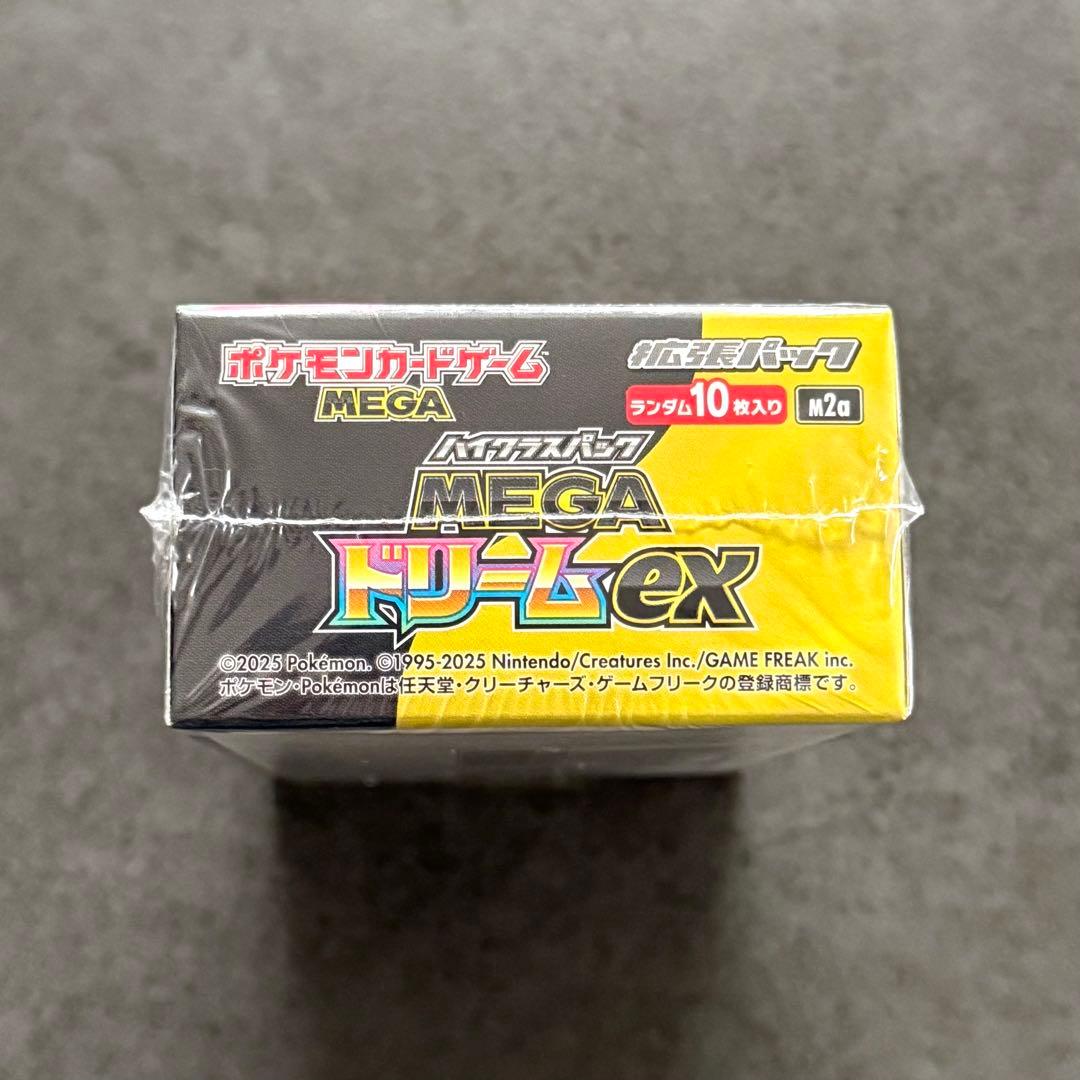 ポケモンカードゲーム™
MEGA
拡張パック
ランダム10枚入り
M2a
ハイクラスパック
MEGA
ドリームex
©2025 Pokémon. ©1995-2025 Nintendo/Creatures Inc./GAME FREAK inc.
ポケモン・Pokémonは任天堂・クリーチャーズ・ゲームフリークの登録商標です。